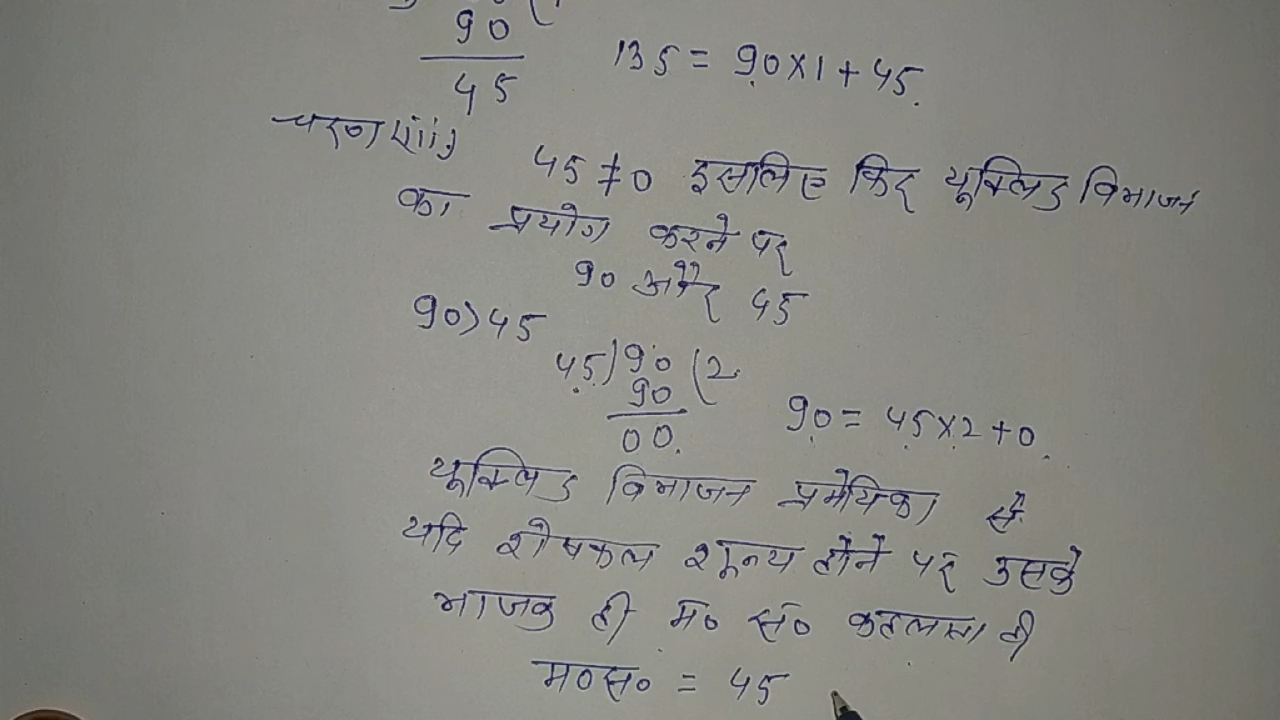 90
45
135 = 90×1+45.
चरण (iii)
45 ≠ 0 इसलिए फिर यूक्लिड विभाजन
का प्रयोग करने पर
90 और 45
90>45
45)90(2
90
00.
90 = 45×2+0.
यूक्लिड विभाजन प्रमेयिका से
यदि शेषफल शून्य होने पर उसके
भाजक ही म० स० कहलाता है
म०स० = 45